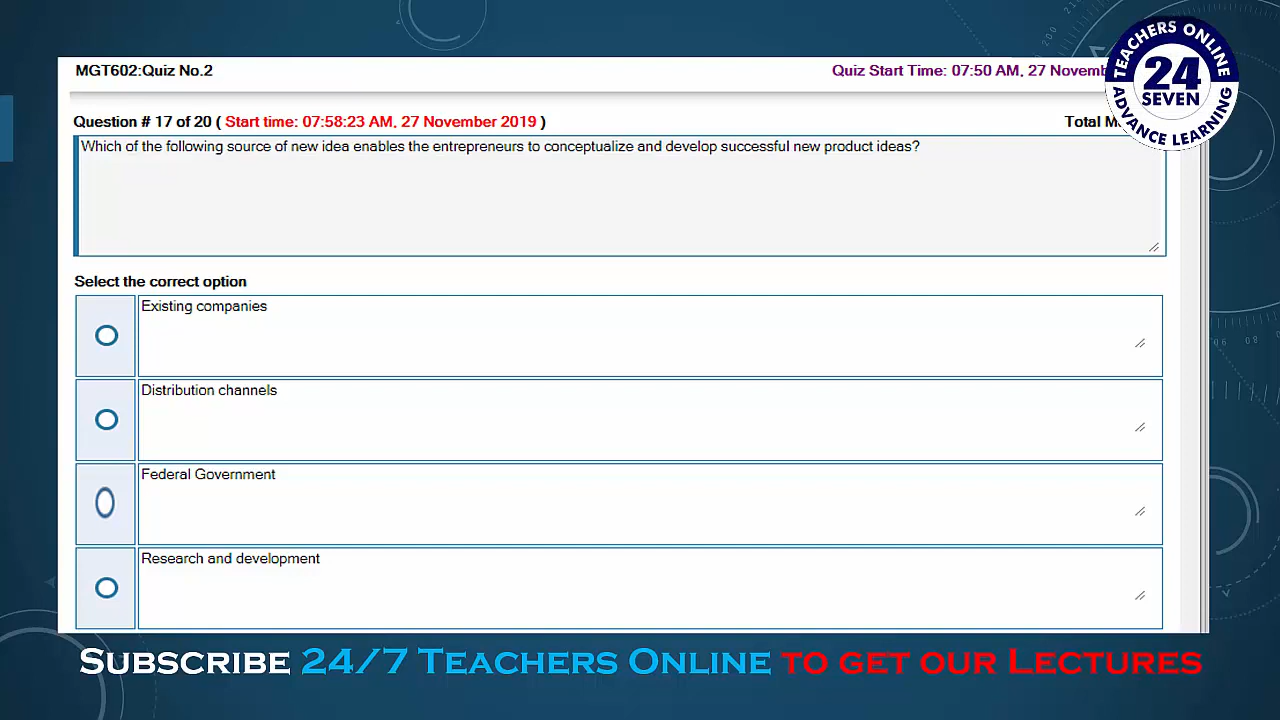 MGT602:Quiz No.2
Quiz Start Time: 07:50 AM, 27
TEACHERS ONLINE
24
SEVEN
ADVANCE LEARNING
Question # 17 of 20 ( Start time: 07:58:23 AM, 27 November 2019 )
Total
Which of the following source of new idea enables the entrepreneurs to conceptualize and develop successful new product ideas?
Select the correct option
Existing companies
Distribution channels
Federal Government
Research and development
SUBSCRIBE 24/7 TEACHERS ONLINE TO GET OUR LECTURES